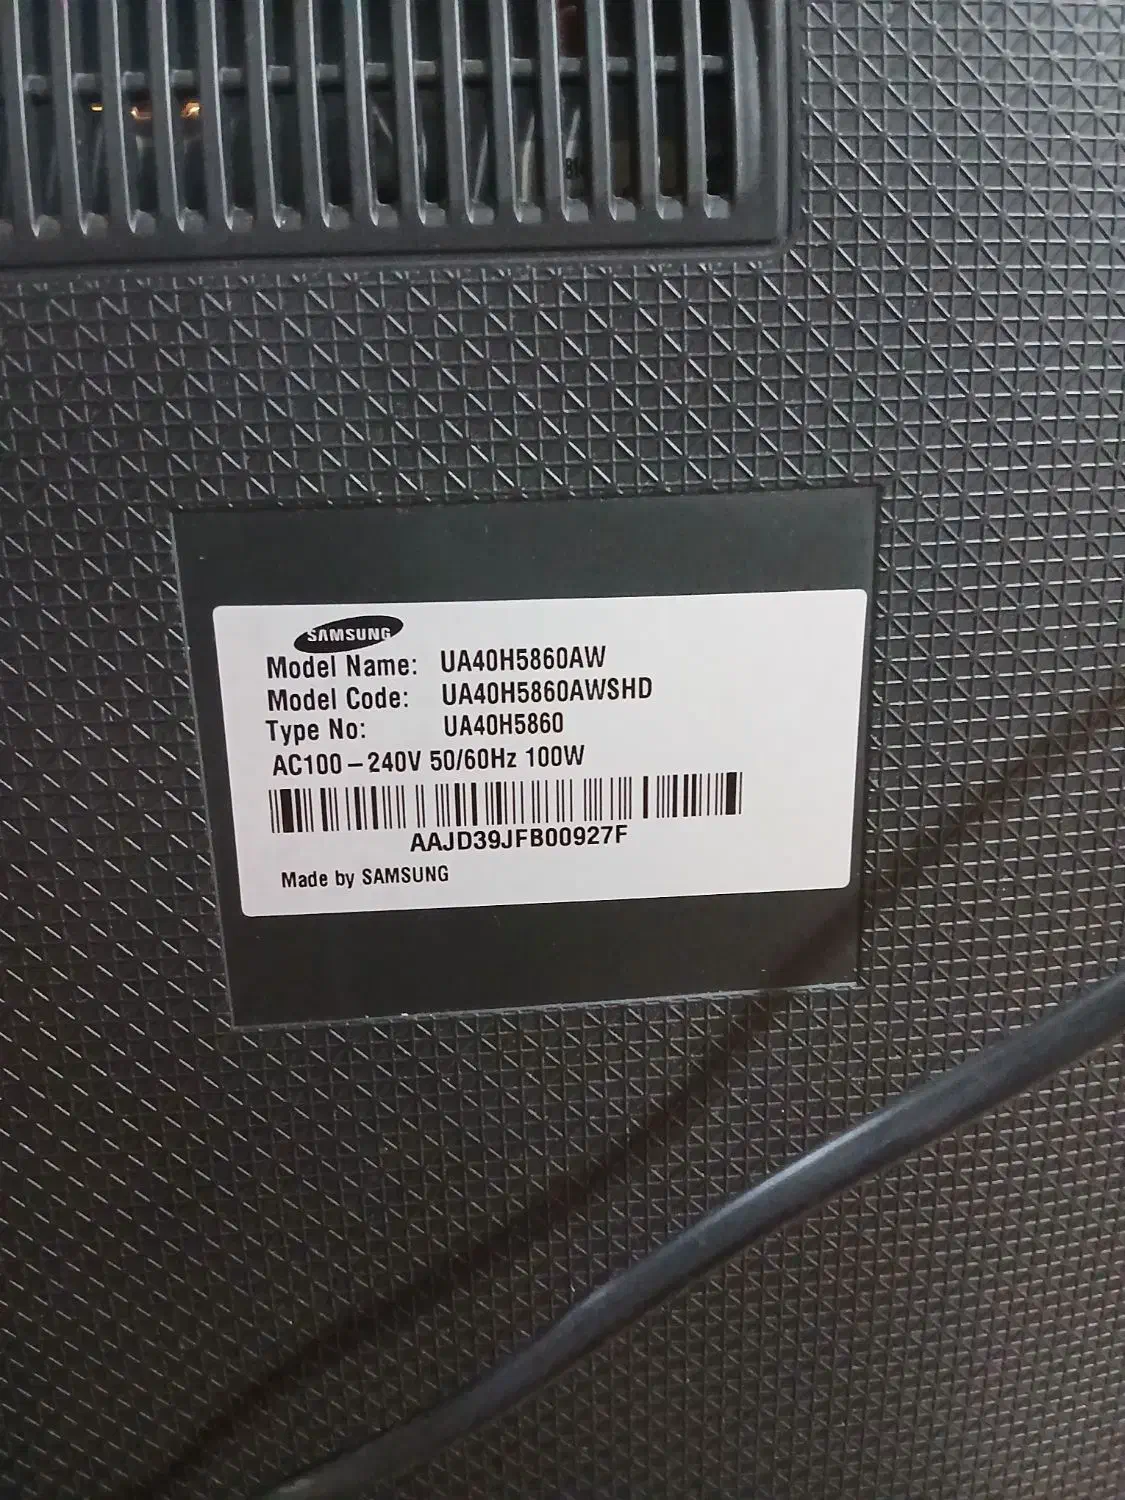 SAMSUNG
Model Name: UA40H5860AW
Model Code: UA40H5860AWSHD
Type No: UA40H5860
AC100-240V 50/60Hz 100W
AAJD39JFB00927F
Made by SAMSUNG